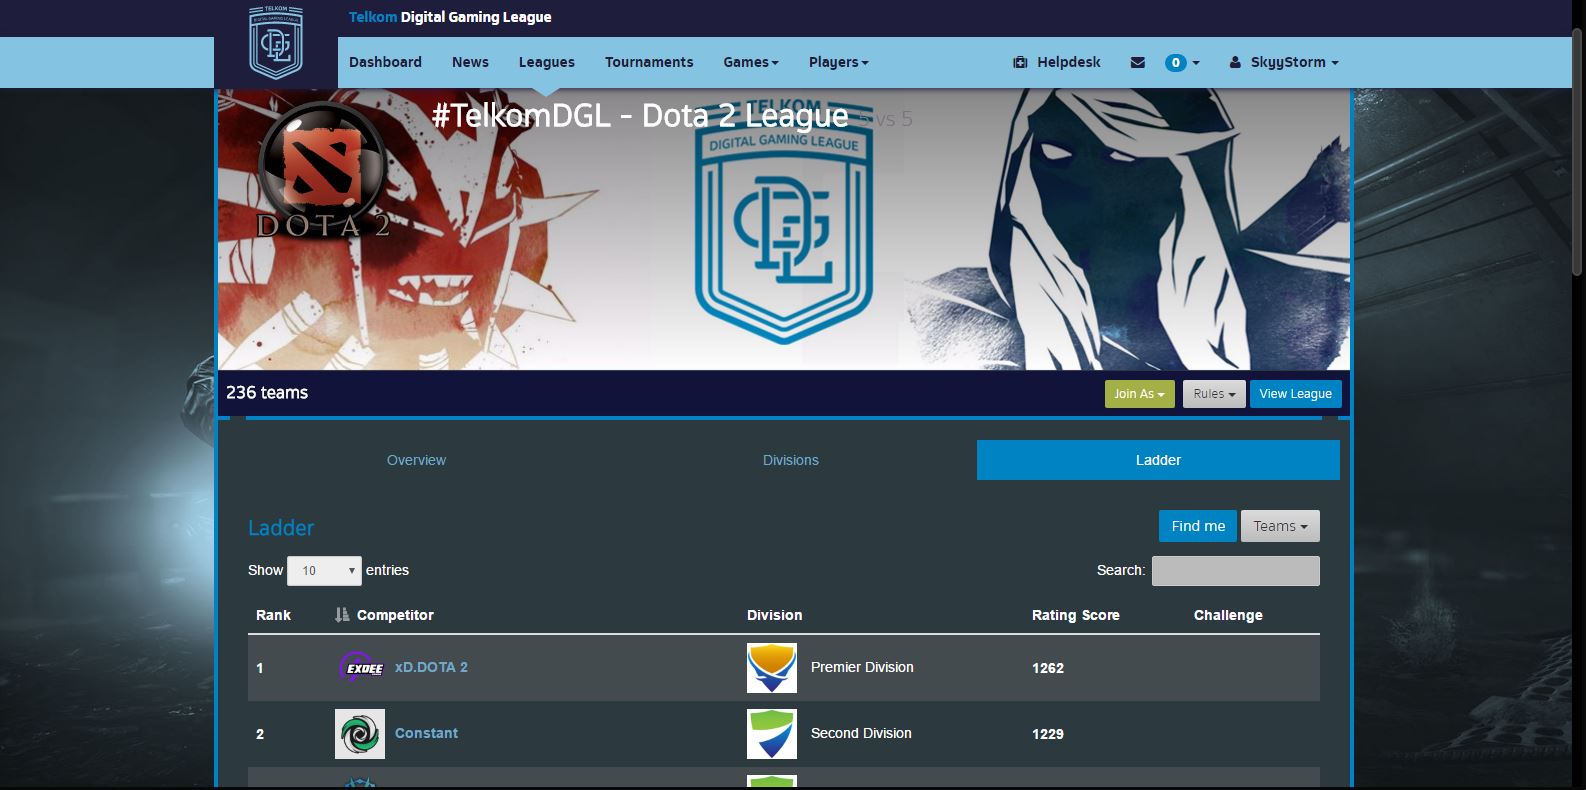 TELKOM
DIGITAL GAMING LEAGUE
DGL
Telkom Digital Gaming League
Dashboard News Leagues Tournaments Games Players Helpdesk 0 SkyyStorm
#TelkomDGL - Dota 2 League 5 vs 5
TELKOM
DIGITAL GAMING LEAGUE
DGL
DOTA 2
236 teams Join As Rules View League
Overview Divisions Ladder
Ladder Find me Teams
Show 10 entries Search:
Rank Competitor Division Rating Score Challenge
1 EXDEE xD.DOTA 2 Premier Division 1262
2 Constant Second Division 1229